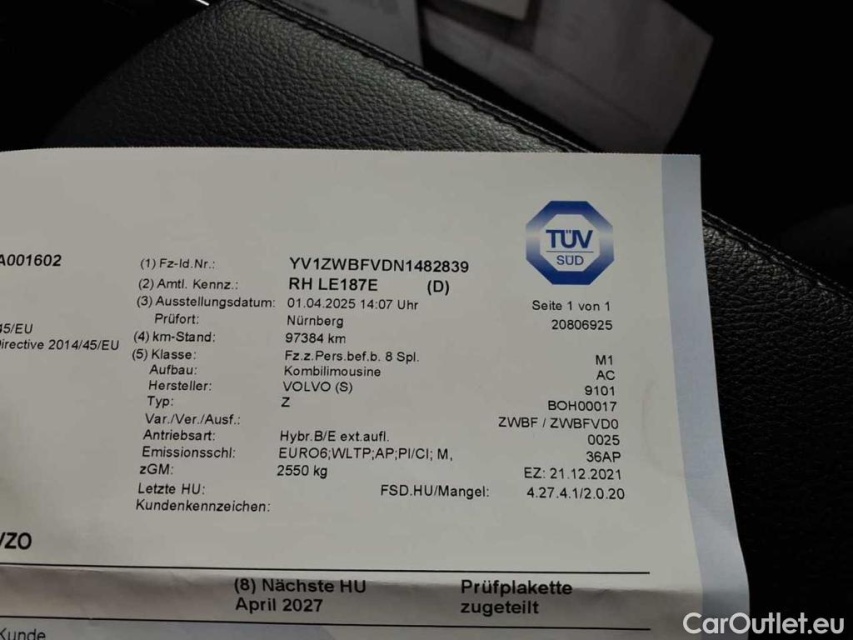 TÜV
SÜD
A001602
(1) Fz-Id.Nr.: YV1ZWBFVDN1482839
(2) Amtl. Kennz.: RH LE187E (D)
(3) Ausstellungsdatum: 01.04.2025 14:07 Uhr Seite 1 von 1
Prüfort: Nürnberg 20806925
45/EU
(4) km-Stand: 97384 km
Directive 2014/45/EU
(5) Klasse: Fz.z.Pers.bef.b. 8 Spl. M1
Aufbau: Kombilimousine AC
Hersteller: VOLVO (S) 9101
Typ: Z BOH00017
Var./Ver./Ausf.: ZWBF / ZWBFVD0
Antriebsart: Hybr.B/E ext.aufl. 0025
Emissionsschl: EURO6;WLTP;AP;PI/CI; M, 36AP
zGM: 2550 kg EZ: 21.12.2021
Letzte HU: FSD.HU/Mangel: 4.27.4.1/2.0.20
Kundenkennzeichen:
/ZO
(8) Nächste HU Prüfplakette
April 2027 zugeteilt
Kunde
CarOutlet.eu